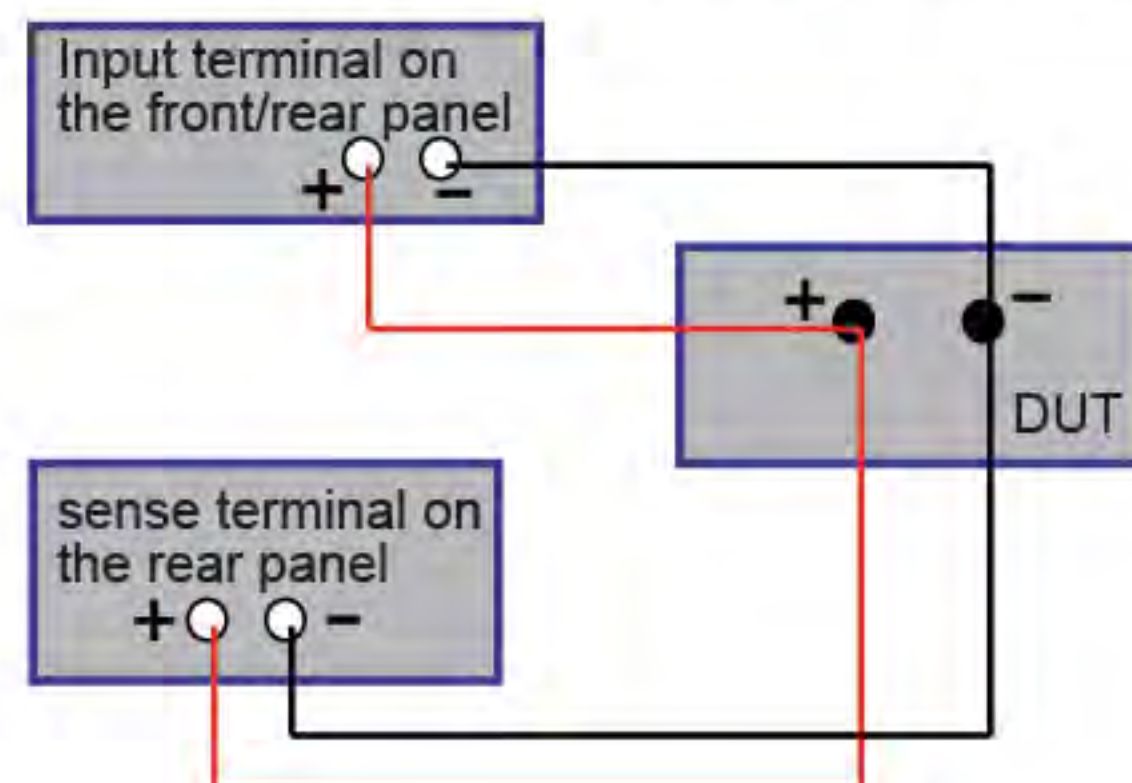 Input terminal on
the front/rear panel
+ −
+ −
DUT
sense terminal on
the rear panel
+ −